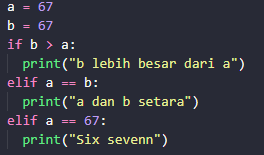 a = 67
b = 67
if b > a:
  print("b lebih besar dari a")
elif a == b:
  print("a dan b setara")
elif a == 67:
  print("Six sevenn")